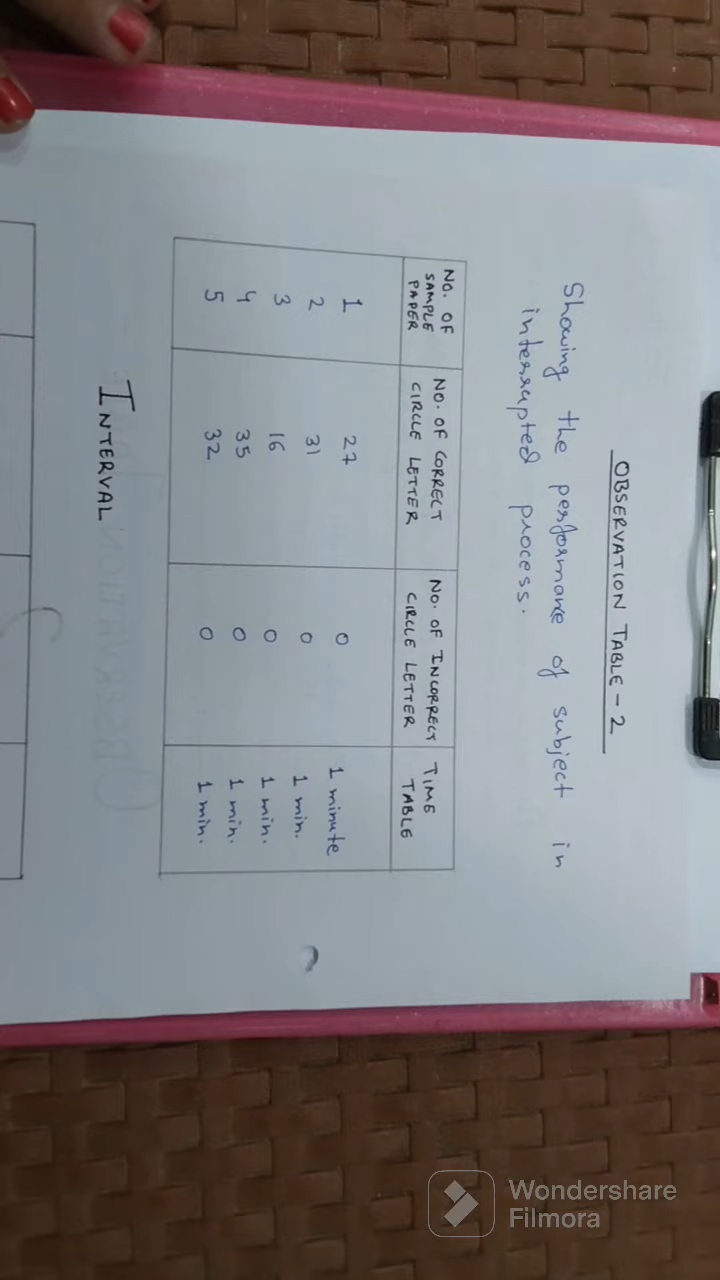 OBSERVATION TABLE - 2
Showing the performance of subject in
interrupted process.
NO. OF SAMPLE PAPER | NO. OF CORRECT CIRCLE LETTER | NO. OF INCORRECT CIRCLE LETTER | TIME TABLE
1 27 0 1 minute
2 31 0 1 min.
3 16 0 1 min.
4 35 0 1 min.
5 32 0 1 min.
INTERVAL
Wondershare
Filmora